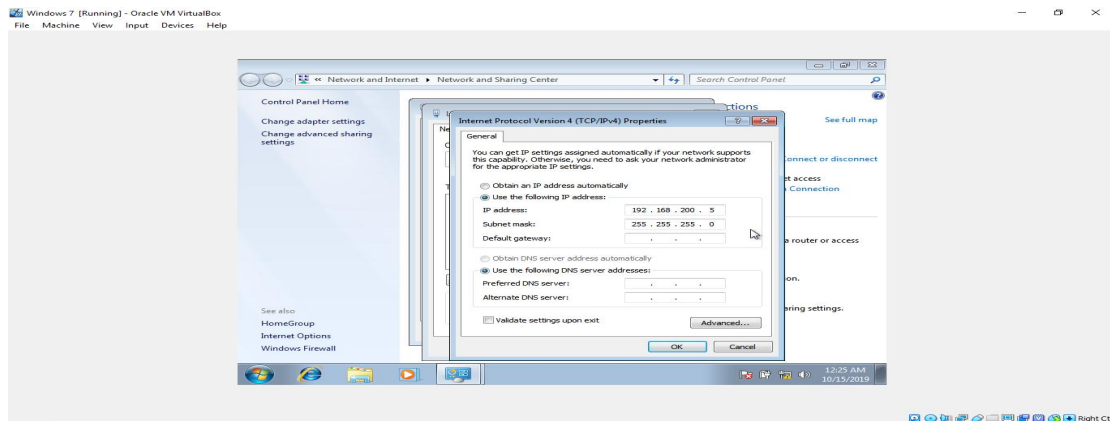 Windows 7 [Running] - Oracle VM VirtualBox
File Machine View Input Devices Help
« Network and Internet ▸ Network and Sharing Center
Search Control Panel
Control Panel Home
Change adapter settings
Change advanced sharing
settings
See also
HomeGroup
Internet Options
Windows Firewall
ctions
See full map
onnect or disconnect
et access
Connection
a router or access
on.
aring settings.
Internet Protocol Version 4 (TCP/IPv4) Properties
General
You can get IP settings assigned automatically if your network supports
this capability. Otherwise, you need to ask your network administrator
for the appropriate IP settings.
Obtain an IP address automatically
Use the following IP address:
IP address: 192 . 168 . 200 . 5
Subnet mask: 255 . 255 . 255 . 0
Default gateway: . . .
Obtain DNS server address automatically
Use the following DNS server addresses:
Preferred DNS server: . . .
Alternate DNS server: . . .
Validate settings upon exit
Advanced...
OK Cancel
12:25 AM
10/15/2019
Right Ct